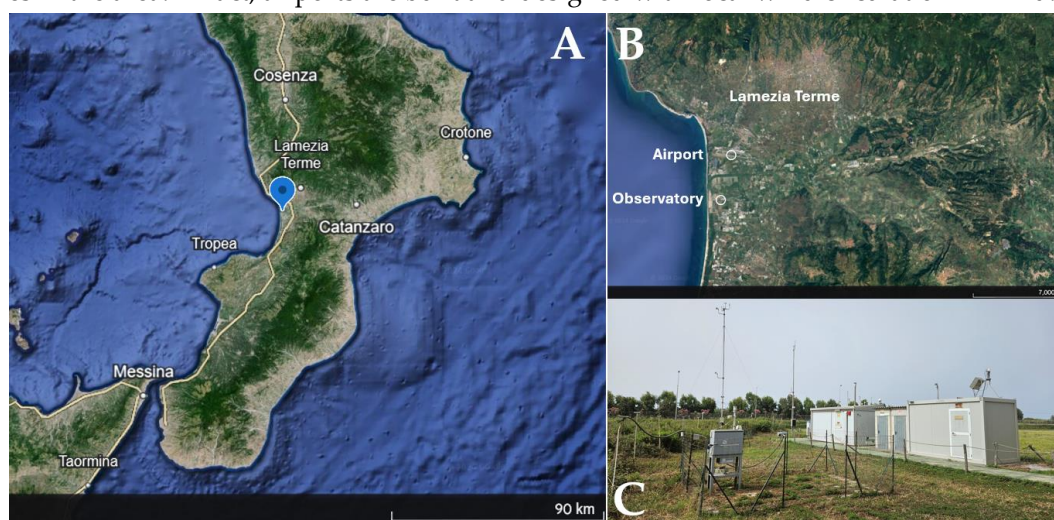 A
Cosenza
Crotone
Lamezia
Terme
Catanzaro
Tropea
Messina
Taormina
90 km
B
Lamezia Terme
Airport
Observatory
C